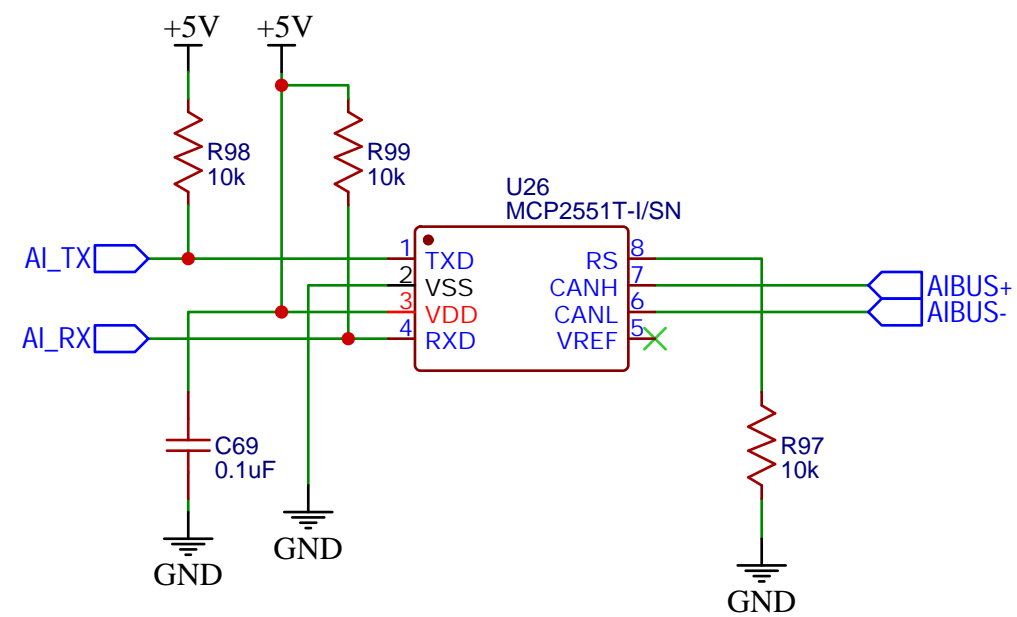 +5V
+5V
R98
10k
R99
10k
U26
MCP2551T-I/SN
AI_TX
1
TXD
RS
8
2
VSS
CANH
7
AIBUS+
3
VDD
CANL
6
AIBUS-
AI_RX
4
RXD
VREF
5
C69
0.1uF
R97
10k
GND
GND
GND